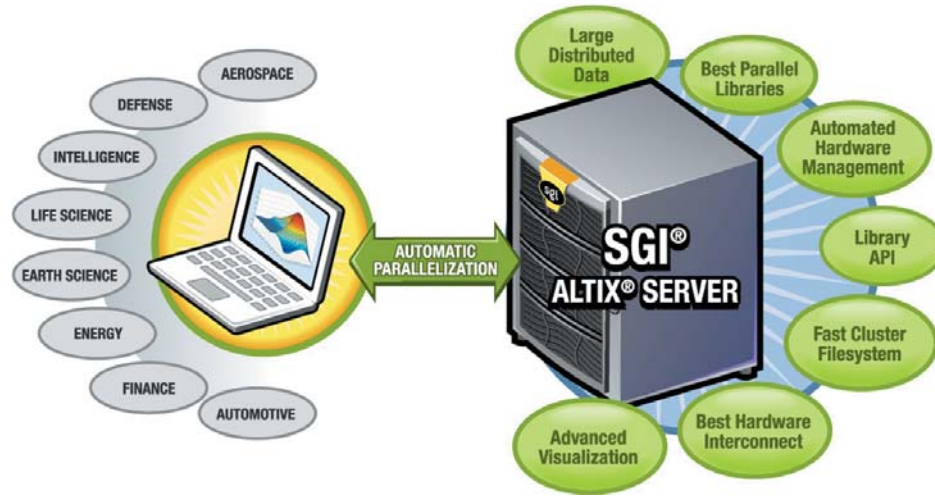 AEROSPACE
DEFENSE
INTELLIGENCE
LIFE SCIENCE
EARTH SCIENCE
ENERGY
FINANCE
AUTOMOTIVE
AUTOMATIC
PARALLELIZATION
sgi
SGI®
ALTIX® SERVER
Large
Distributed
Data
Best Parallel
Libraries
Automated
Hardware
Management
Library
API
Fast Cluster
Filesystem
Best Hardware
Interconnect
Advanced
Visualization